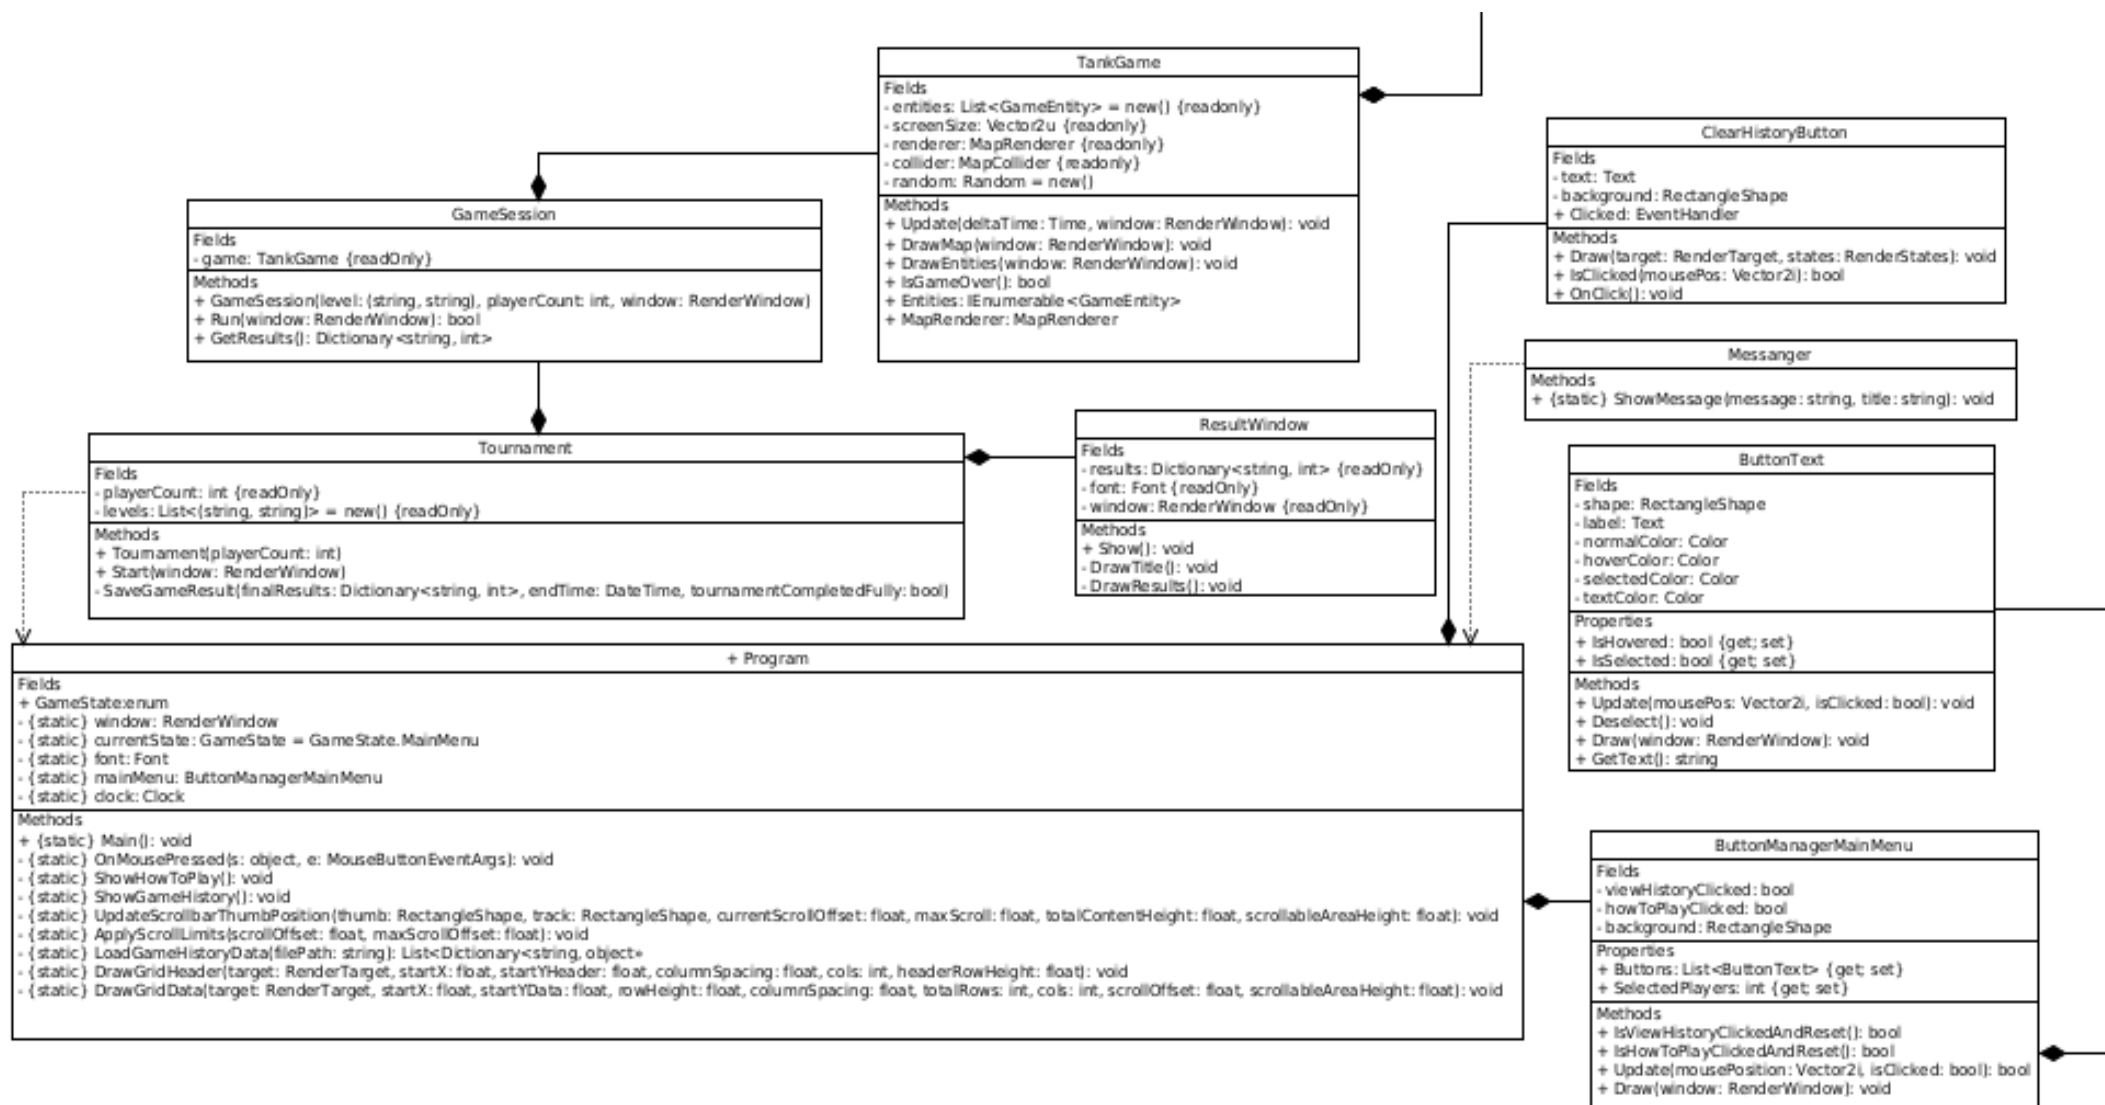 TankGame
Fields
- entities: List<GameEntity> = new() {readonly}
- screenSize: Vector2u {readonly}
- renderer: MapRenderer {readonly}
- collider: MapCollider {readonly}
- random: Random = new()
Methods
+ Update(deltaTime: Time, window: RenderWindow): void
+ DrawMap(window: RenderWindow): void
+ DrawEntities(window: RenderWindow): void
+ IsGameOver(): bool
+ Entities: IEnumerable<GameEntity>
+ MapRenderer: MapRenderer
ClearHistoryButton
Fields
- text: Text
- background: RectangleShape
+ Clicked: EventHandler
Methods
+ Draw(target: RenderTarget, states: RenderStates): void
+ IsClicked(mousePos: Vector2i): bool
+ OnClick(): void
GameSession
Fields
- game: TankGame {readOnly}
Methods
+ GameSession(level: (string, string), playerCount: int, window: RenderWindow)
+ Run(window: RenderWindow): bool
+ GetResults(): Dictionary<string, int>
Messanger
Methods
+ {static} ShowMessage(message: string, title: string): void
Tournament
Fields
- playerCount: int {readOnly}
- levels: List<(string, string)> = new() {readOnly}
Methods
+ Tournament(playerCount: int)
+ Start(window: RenderWindow)
- SaveGameResult(finalResults: Dictionary<string, int>, endTime: DateTime, tournamentCompletedFully: bool)
ResultWindow
Fields
- results: Dictionary<string, int> {readOnly}
- font: Font {readOnly}
- window: RenderWindow {readOnly}
Methods
+ Show(): void
- DrawTitle(): void
- DrawResults(): void
ButtonText
Fields
- shape: RectangleShape
- label: Text
- normalColor: Color
- hoverColor: Color
- selectedColor: Color
- textColor: Color
Properties
+ IsHovered: bool {get; set}
+ IsSelected: bool {get; set}
Methods
+ Update(mousePos: Vector2i, isClicked: bool): void
+ Deselect(): void
+ Draw(window: RenderWindow): void
+ GetText(): string
+ Program
Fields
+ GameState:enum
- {static} window: RenderWindow
- {static} currentState: GameState = GameState.MainMenu
- {static} font: Font
- {static} mainMenu: ButtonManagerMainMenu
- {static} clock: Clock
Methods
+ {static} Main(): void
- {static} OnMousePressed(s: object, e: MouseButtonEventArgs): void
- {static} ShowHowToPlay(): void
- {static} ShowGameHistory(): void
- {static} UpdateScrollbarThumbPosition(thumb: RectangleShape, track: RectangleShape, currentScrollOffset: float, maxScroll: float, totalContentHeight: float, scrollableAreaHeight: float): void
- {static} ApplyScrollLimits(scrollOffset: float, maxScrollOffset: float): void
- {static} LoadGameHistoryData(filePath: string): List<Dictionary<string, object>>
- {static} DrawGridHeader(target: RenderTarget, startX: float, startYHeader: float, columnSpacing: float, cols: int, headerRowHeight: float): void
- {static} DrawGridData(target: RenderTarget, startX: float, startYData: float, rowHeight: float, columnSpacing: float, totalRows: int, cols: int, scrollOffset: float, scrollableAreaHeight: float): void
ButtonManagerMainMenu
Fields
- viewHistoryClicked: bool
- howToPlayClicked: bool
- background: RectangleShape
Properties
+ Buttons: List<ButtonText> {get; set}
+ SelectedPlayers: int {get; set}
Methods
+ IsViewHistoryClickedAndReset(): bool
+ IsHowToPlayClickedAndReset(): bool
+ Update(mousePosition: Vector2i, isClicked: bool): bool
+ Draw(window: RenderWindow): void